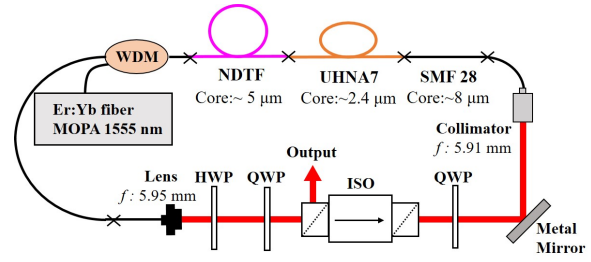 WDM
NDTF
Core:~ 5 μm
UHNA7
Core:~2.4 μm
SMF 28
Core:~8 μm
Er:Yb fiber
MOPA 1555 nm
Collimator
f : 5.91 mm
Lens
f : 5.95 mm
HWP
QWP
Output
ISO
QWP
Metal
Mirror